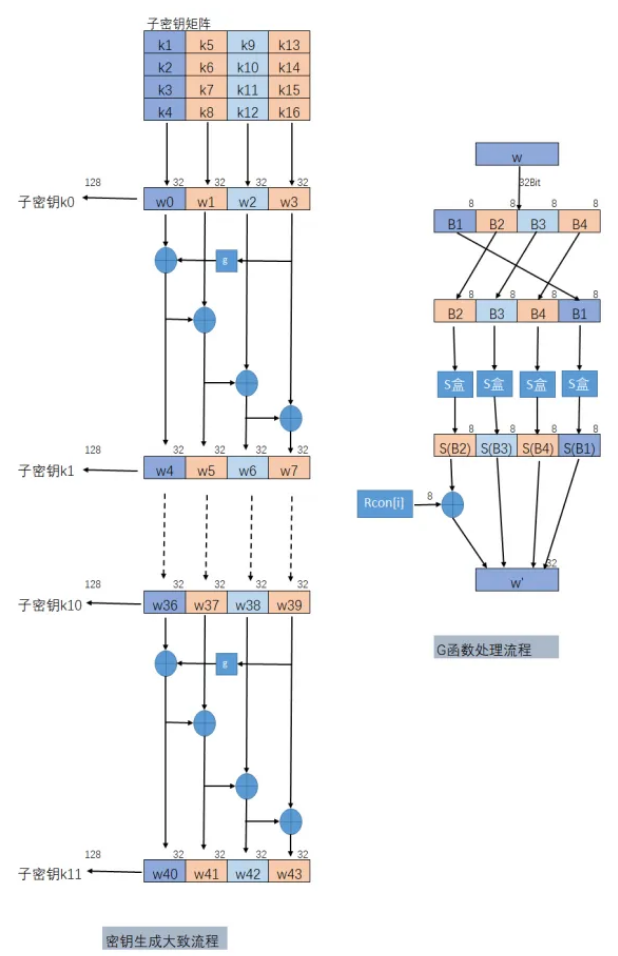 子密钥矩阵
k1 k5 k9 k13
k2 k6 k10 k14
k3 k7 k11 k15
k4 k8 k12 k16
128 32 32 32 32
子密钥k0 w0 w1 w2 w3
g
128 32 32 32 32
子密钥k1 w4 w5 w6 w7
128 32 32 32 32
子密钥k10 w36 w37 w38 w39
g
128 32 32 32 32
子密钥k11 w40 w41 w42 w43
密钥生成大致流程
w
32Bit
8 8 8 8
B1 B2 B3 B4
8 8 8 8
B2 B3 B4 B1
S盒 S盒 S盒 S盒
8 8 8 8
S(B2) S(B3) S(B4) S(B1)
Rcon[i] 8
32
w'
G函数处理流程